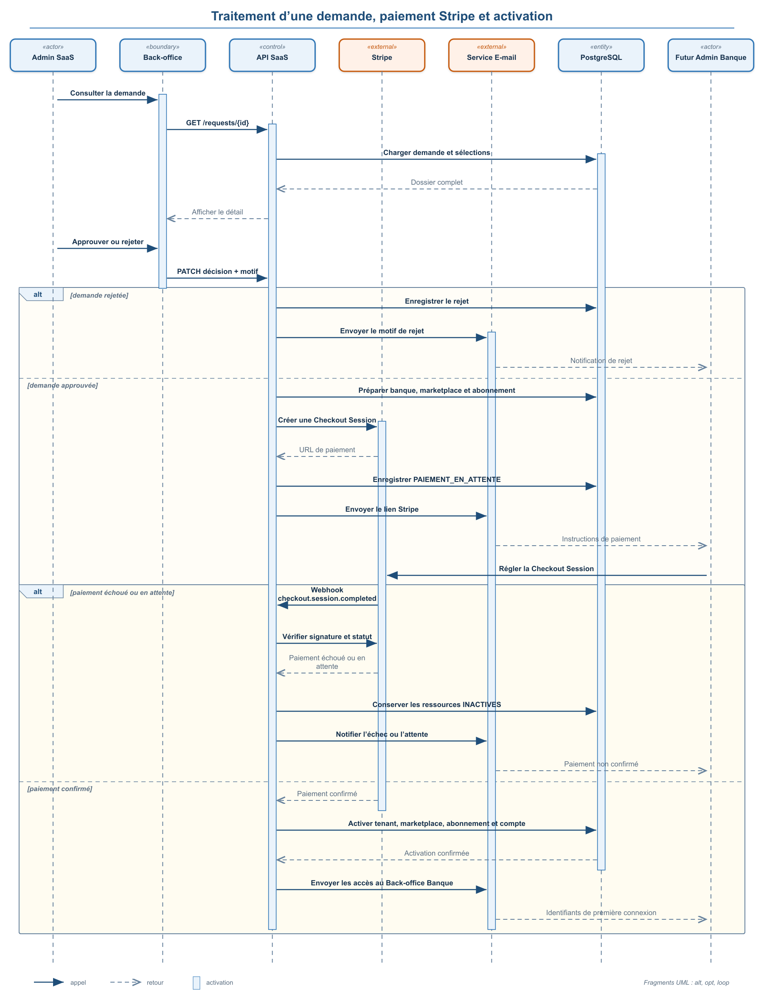 Traitement d’une demande, paiement Stripe et activation
«actor»
Admin SaaS
«boundary»
Back-office
«control»
API SaaS
«external»
Stripe
«external»
Service E-mail
«entity»
PostgreSQL
«actor»
Futur Admin Banque
Consulter la demande
GET /requests/{id}
Charger demande et sélections
Dossier complet
Afficher le détail
Approuver ou rejeter
PATCH décision + motif
alt
[demande rejetée]
Enregistrer le rejet
Envoyer le motif de rejet
Notification de rejet
[demande approuvée]
Préparer banque, marketplace et abonnement
Créer une Checkout Session
URL de paiement
Enregistrer PAIEMENT_EN_ATTENTE
Envoyer le lien Stripe
Instructions de paiement
Régler la Checkout Session
alt
[paiement échoué ou en attente]
Webhook
checkout.session.completed
Vérifier signature et statut
Paiement échoué ou en
attente
Conserver les ressources INACTIVES
Notifier l’échec ou l’attente
Paiement non confirmé
[paiement confirmé]
Paiement confirmé
Activer tenant, marketplace, abonnement et compte
Activation confirmée
Envoyer les accès au Back-office Banque
Identifiants de première connexion
appel
retour
activation
Fragments UML : alt, opt, loop